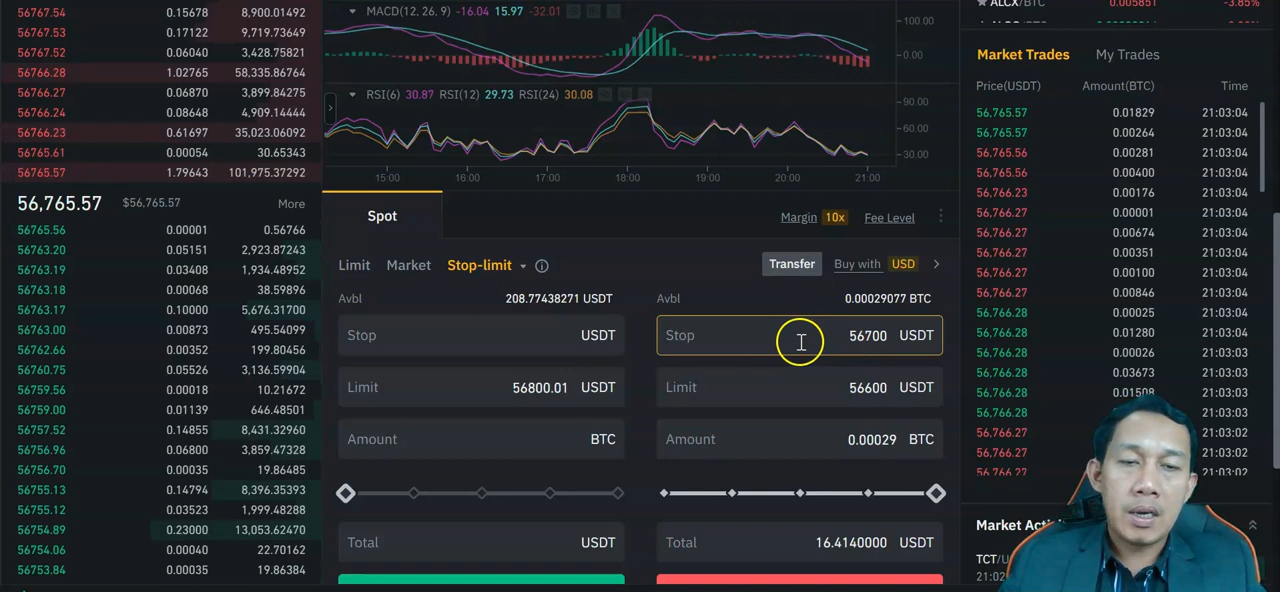 56767.54 0.15678 8,900.01492
56767.53 0.17122 9,719.73649
56767.52 0.06040 3,428.75821
56766.28 1.02765 58,335.86764
56766.27 0.06870 3,899.84275
56766.24 0.08648 4,909.14444
56766.23 0.61697 35,023.06092
56765.61 0.00054 30.65343
56765.57 1.79643 101,975.37292
56,765.57 $56,765.57 More
56765.56 0.00001 0.56766
56763.20 0.05151 2,923.87243
56763.19 0.03408 1,934.48952
56763.18 0.00068 38.59896
56763.17 0.10000 5,676.31700
56763.00 0.00873 495.54099
56762.66 0.00352 199.80456
56760.75 0.05526 3,136.59904
56759.56 0.00018 10.21672
56759.00 0.01139 646.48501
56757.52 0.14855 8,431.32960
56756.96 0.06800 3,859.47328
56756.70 0.00035 19.86485
56755.13 0.14794 8,396.35393
56755.12 0.03523 1,999.48288
56754.89 0.23000 13,053.62470
56754.06 0.00040 22.70162
56753.84 0.00035 19.86384
MACD(12, 26, 9) -16.04 15.97 -32.01
100.00
0.00
RSI(6) 30.87 RSI(12) 29.73 RSI(24) 30.08
90.00
60.00
30.00
15:00 16:00 17:00 18:00 19:00 20:00 21:00
Spot
Margin 10x Fee Level
Limit Market Stop-limit
Transfer Buy with USD
Avbl 208.77438271 USDT
Stop USDT
Limit 56800.01 USDT
Amount BTC
Total USDT
Avbl 0.00029077 BTC
Stop 56700 USDT
Limit 56600 USDT
Amount 0.00029 BTC
Total 16.4140000 USDT
ALCX/BTC 0.005851 -3.85%
Market Trades My Trades
Price(USDT) Amount(BTC) Time
56,765.57 0.01829 21:03:04
56,765.57 0.00264 21:03:04
56,765.56 0.00281 21:03:04
56,765.56 0.00400 21:03:04
56,766.23 0.00176 21:03:04
56,766.27 0.00001 21:03:04
56,766.27 0.00674 21:03:04
56,766.27 0.00351 21:03:04
56,766.27 0.00100 21:03:04
56,766.27 0.00846 21:03:04
56,766.28 0.00025 21:03:04
56,766.28 0.01280 21:03:04
56,766.28 0.00026 21:03:03
56,766.28 0.03673 21:03:03
56,766.28 0.01508 21:03:03
56,766.28 21:03:03
56,766.27 21:03:02
56,766.27 21:03:02
56,766.27 21:03:02
Market Acti
TCT/U
21:02